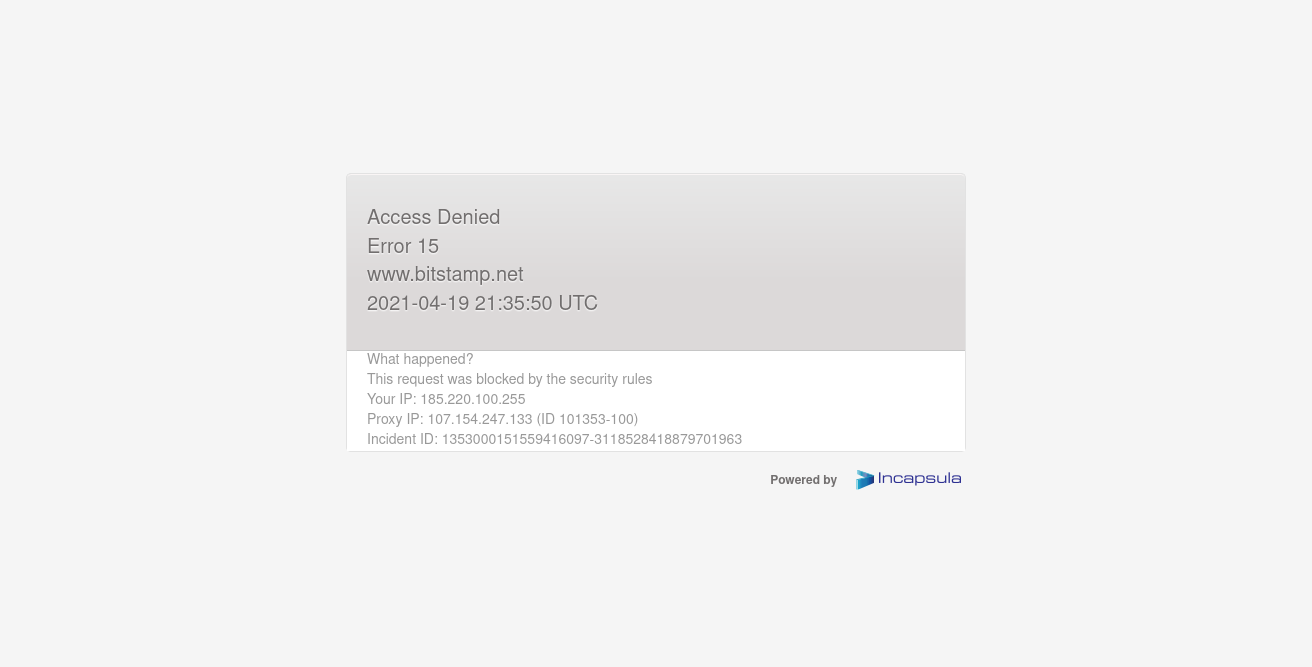 Access Denied
Error 15
www.bitstamp.net
2021-04-19 21:35:50 UTC
What happened?
This request was blocked by the security rules
Your IP: 185.220.100.255
Proxy IP: 107.154.247.133 (ID 101353-100)
Incident ID: 1353000151559416097-3118528418879701963
Powered by Incapsula